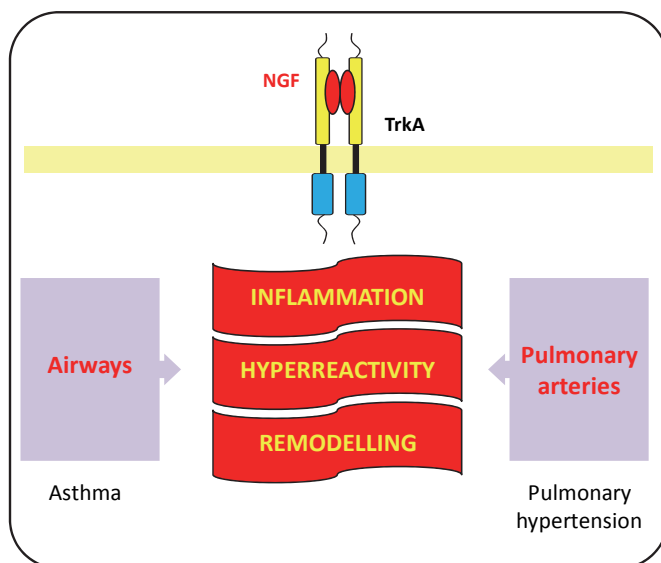 NGF
TrkA
INFLAMMATION
Airways
HYPERREACTIVITY
Pulmonary
arteries
REMODELLING
Asthma
Pulmonary
hypertension